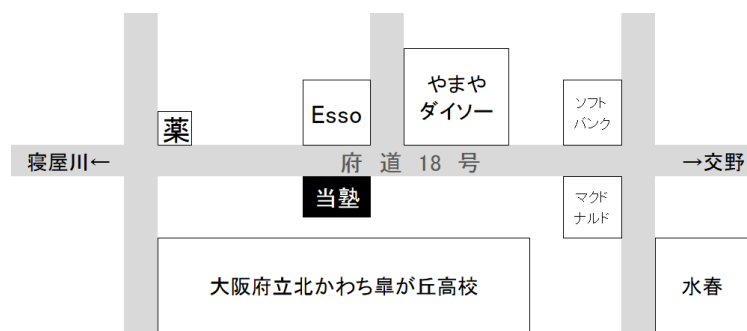 やまや
ダイソー
Esso
ソフト
バンク
薬
寝屋川←
府道18号
→交野
当塾
マクド
ナルド
大阪府立北かわち皐が丘高校
水春